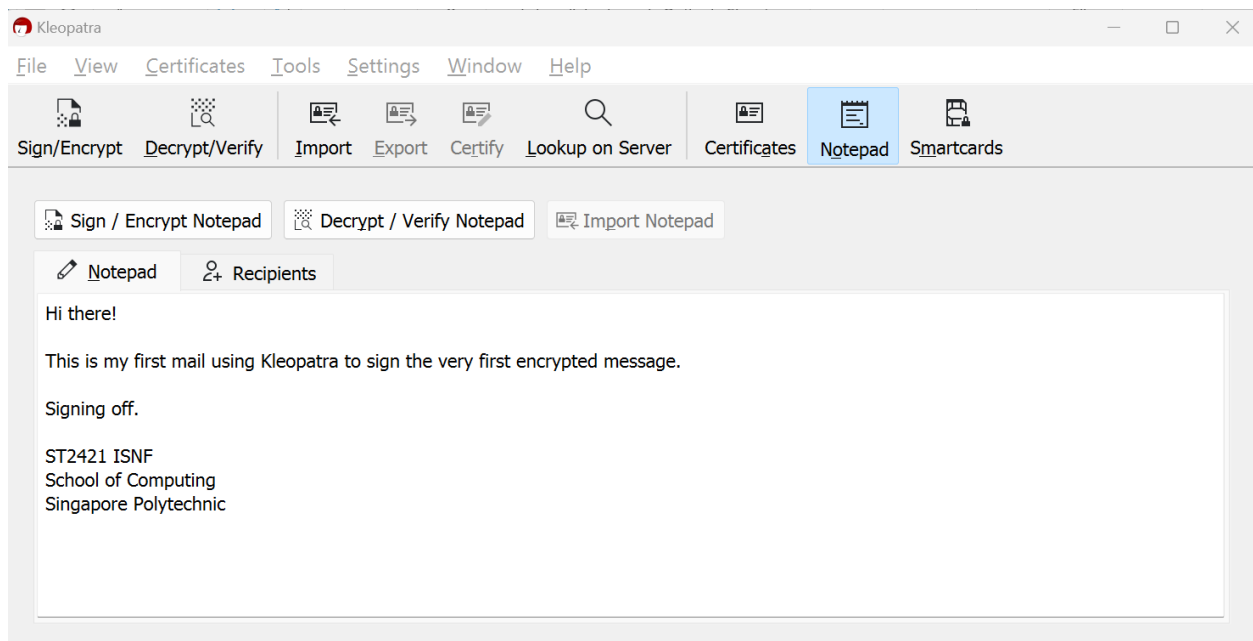 Kleopatra
File View Certificates Tools Settings Window Help
Sign/Encrypt Decrypt/Verify Import Export Certify Lookup on Server Certificates Notepad Smartcards
Sign / Encrypt Notepad Decrypt / Verify Notepad Import Notepad
Notepad Recipients
Hi there!
This is my first mail using Kleopatra to sign the very first encrypted message.
Signing off.
ST2421 ISNF
School of Computing
Singapore Polytechnic